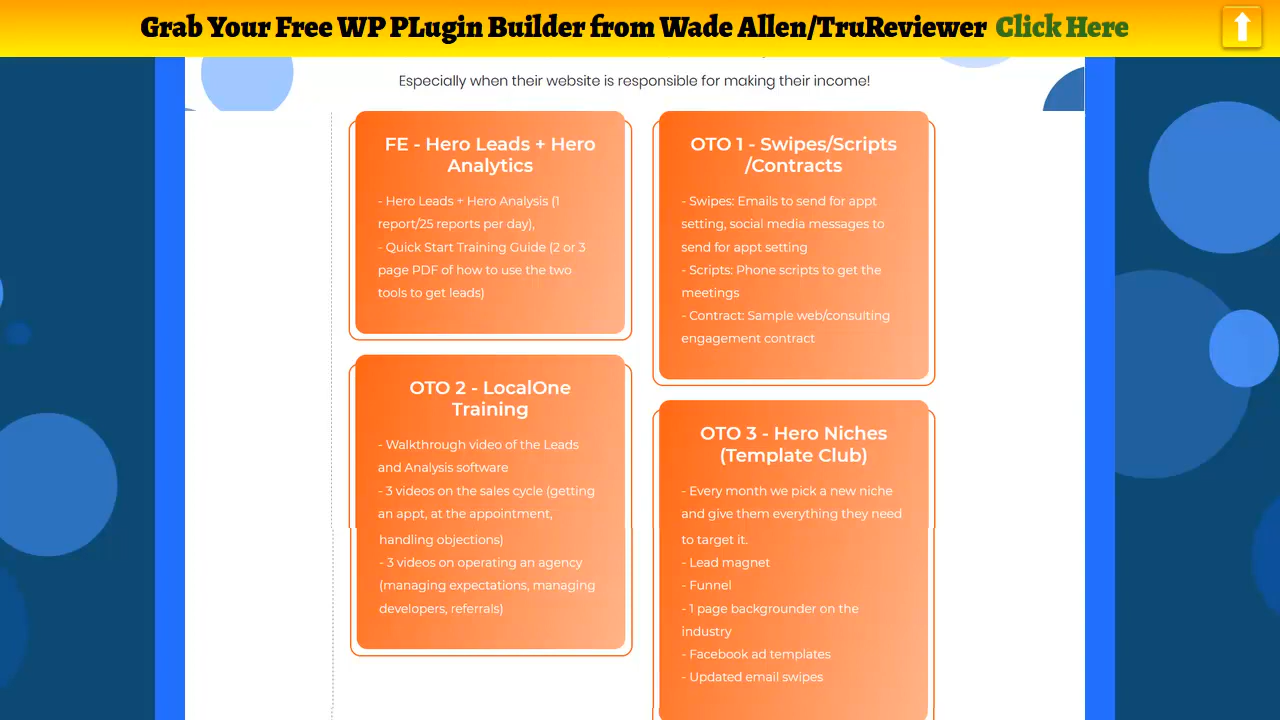 Grab Your Free WP PLugin Builder from Wade Allen/TruReviewer Click Here
Especially when their website is responsible for making their income!
FE - Hero Leads + Hero
Analytics
- Hero Leads + Hero Analysis (1
report/25 reports per day),
- Quick Start Training Guide (2 or 3
page PDF of how to use the two
tools to get leads)
OTO 1 - Swipes/Scripts
/Contracts
- Swipes: Emails to send for appt
setting, social media messages to
send for appt setting
- Scripts: Phone scripts to get the
meetings
- Contract: Sample web/consulting
engagement contract
OTO 2 - LocalOne
Training
- Walkthrough video of the Leads
and Analysis software
- 3 videos on the sales cycle (getting
an appt, at the appointment,
handling objections)
- 3 videos on operating an agency
(managing expectations, managing
developers, referrals)
OTO 3 - Hero Niches
(Template Club)
- Every month we pick a new niche
and give them everything they need
to target it.
- Lead magnet
- Funnel
- 1 page backgrounder on the
industry
- Facebook ad templates
- Updated email swipes